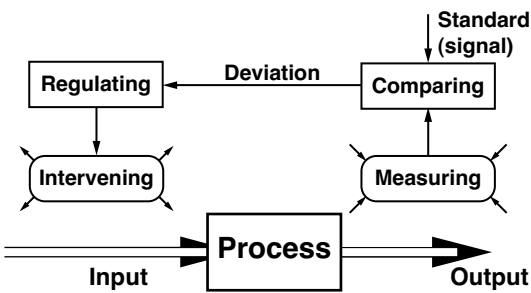 Standard
(signal)
Deviation
Regulating
Comparing
Intervening
Measuring
Process
Input
Output